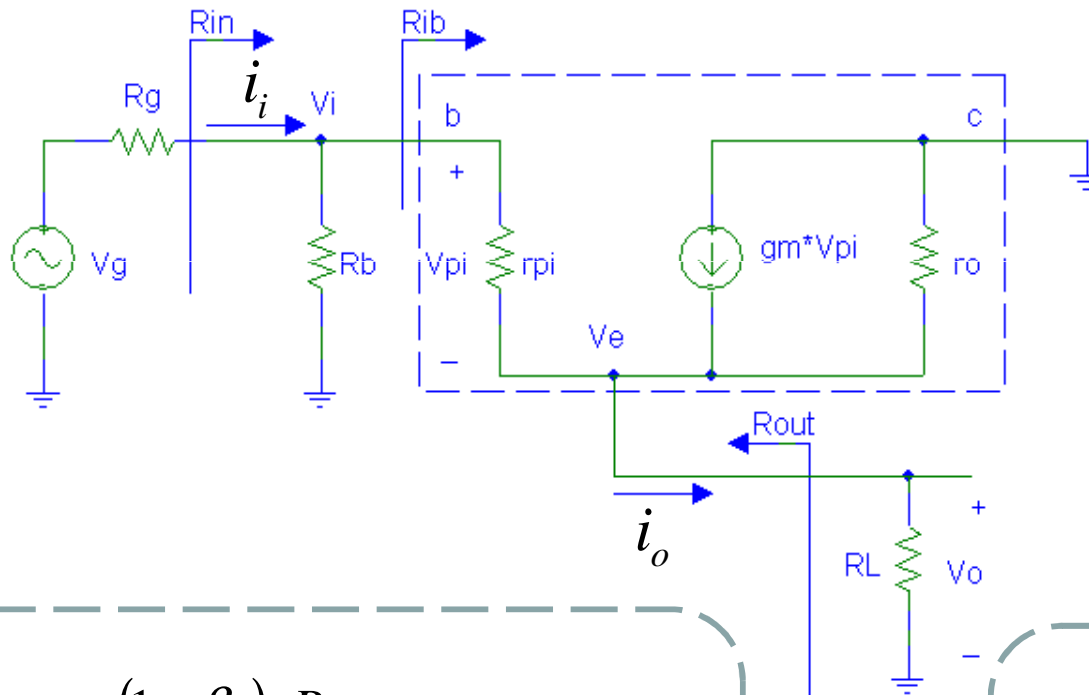 Rin
Rib
Rg
i_i
Vi
b
c
+
Vg
Rb
Vpi
rpi
gm*Vpi
ro
–
Ve
Rout
i_o
+
RL
Vo
–